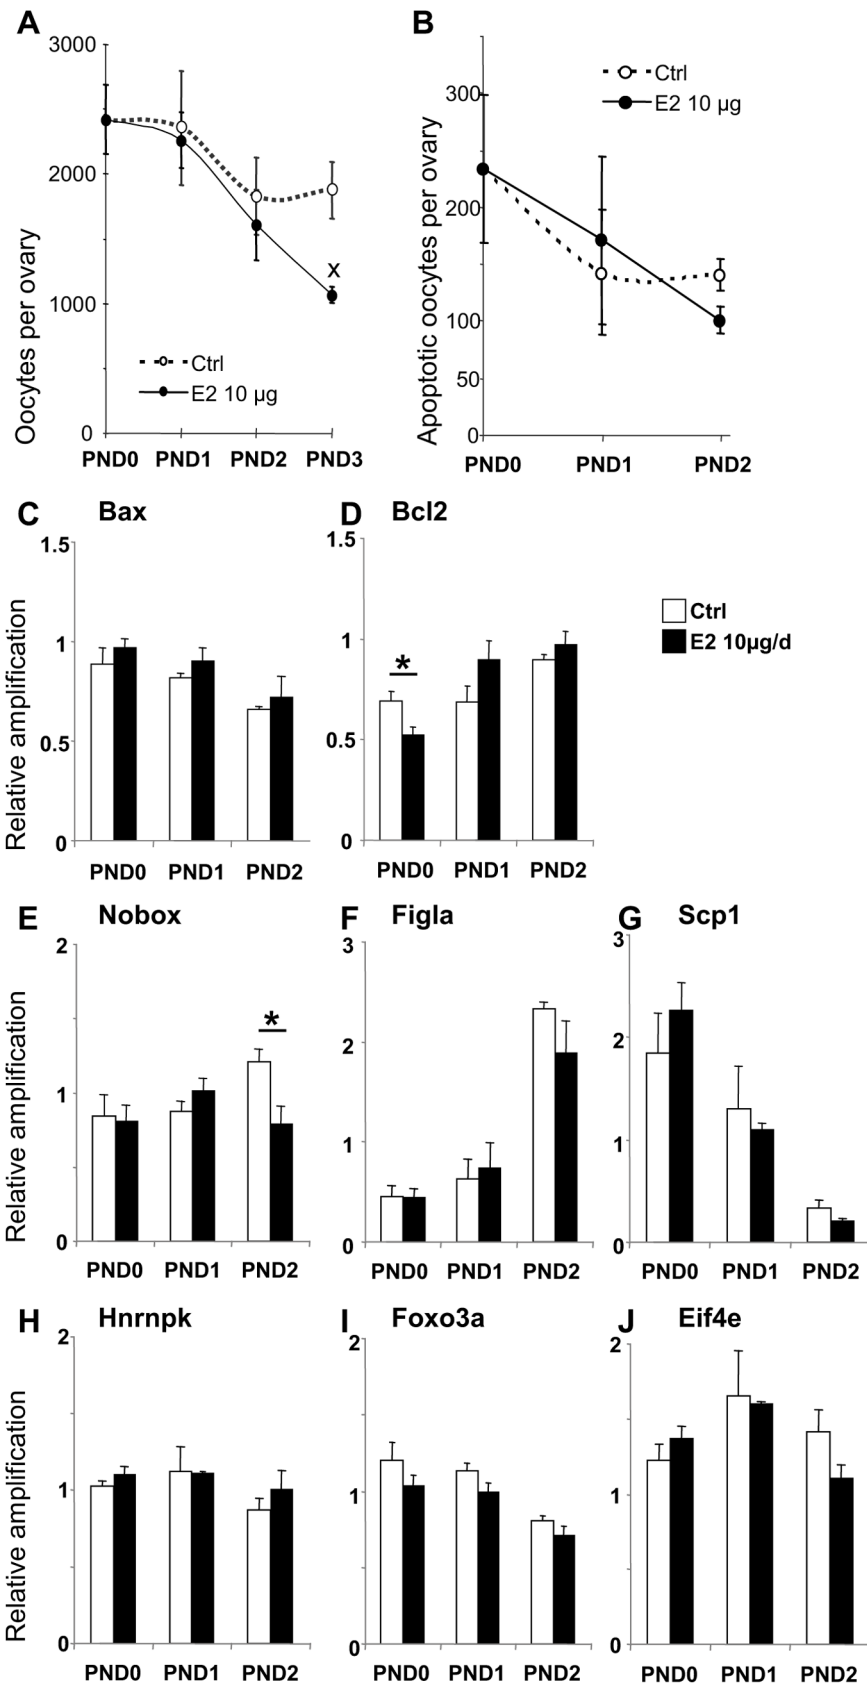 A
B
3000
2000
1000
0
Oocytes per ovary
x
Ctrl
E2 10 µg
PND0 PND1 PND2 PND3
300
200
100
50
0
Apoptotic oocytes per ovary
Ctrl
E2 10 µg
PND0 PND1 PND2
C Bax
1.5
1
0.5
0
Relative amplification
PND0 PND1 PND2
D Bcl2
1.5
1
0.5
0
*
PND0 PND1 PND2
Ctrl
E2 10µg/d
E Nobox
2
1
0
Relative amplification
*
PND0 PND1 PND2
F Figla
3
2
1
0
PND0 PND1 PND2
G Scp1
3
2
1
0
PND0 PND1 PND2
H Hnrnpk
2
1
0
Relative amplification
PND0 PND1 PND2
I Foxo3a
2
1
0
PND0 PND1 PND2
J Eif4e
2
1
0
PND0 PND1 PND2